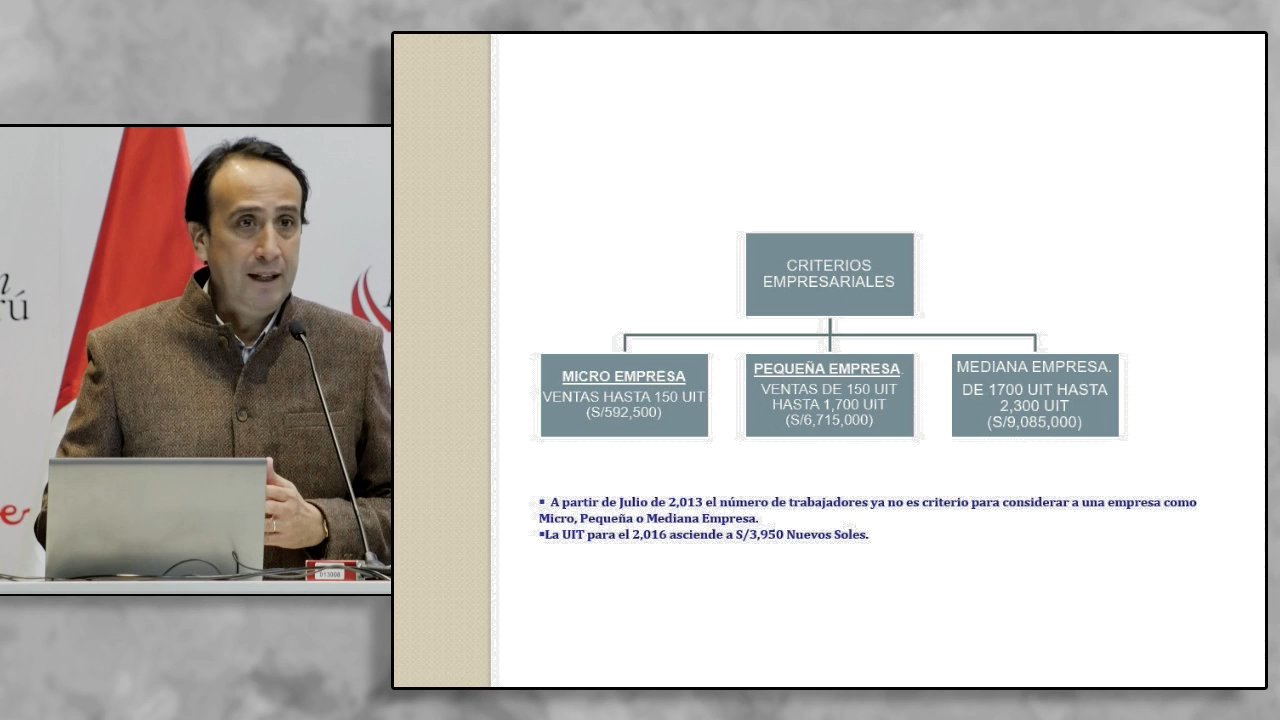 CRITERIOS
EMPRESARIALES
MICRO EMPRESA
VENTAS HASTA 150 UIT
(S/592,500)
PEQUEÑA EMPRESA.
VENTAS DE 150 UIT
HASTA 1,700 UIT
(S/6,715,000)
MEDIANA EMPRESA.
DE 1700 UIT HASTA
2,300 UIT
(S/9,085,000)
▪ A partir de Julio de 2,013 el número de trabajadores ya no es criterio para considerar a una empresa como
Micro, Pequeña o Mediana Empresa.
▪La UIT para el 2,016 asciende a S/3,950 Nuevos Soles.
013008